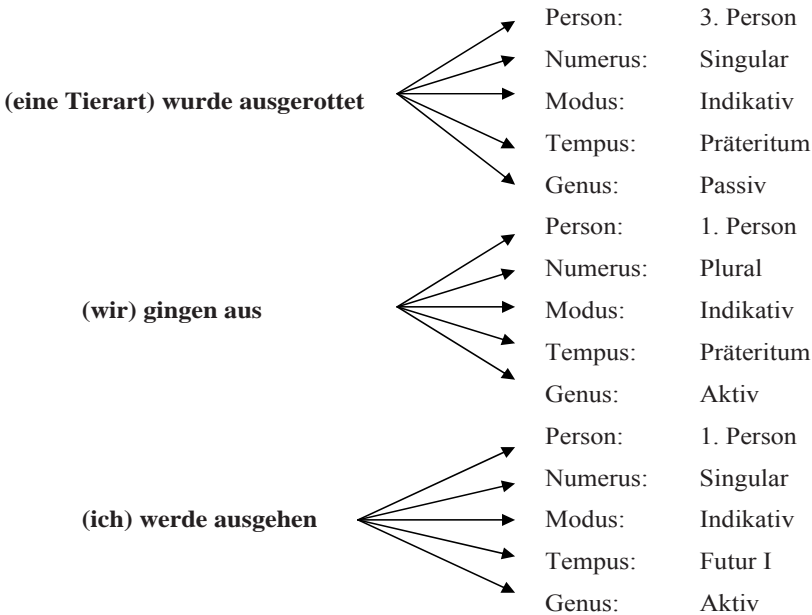 Person: 3. Person
Numerus: Singular
(eine Tierart) wurde ausgerottet Modus: Indikativ
Tempus: Präteritum
Genus: Passiv
Person: 1. Person
Numerus: Plural
(wir) gingen aus Modus: Indikativ
Tempus: Präteritum
Genus: Aktiv
Person: 1. Person
Numerus: Singular
(ich) werde ausgehen Modus: Indikativ
Tempus: Futur I
Genus: Aktiv